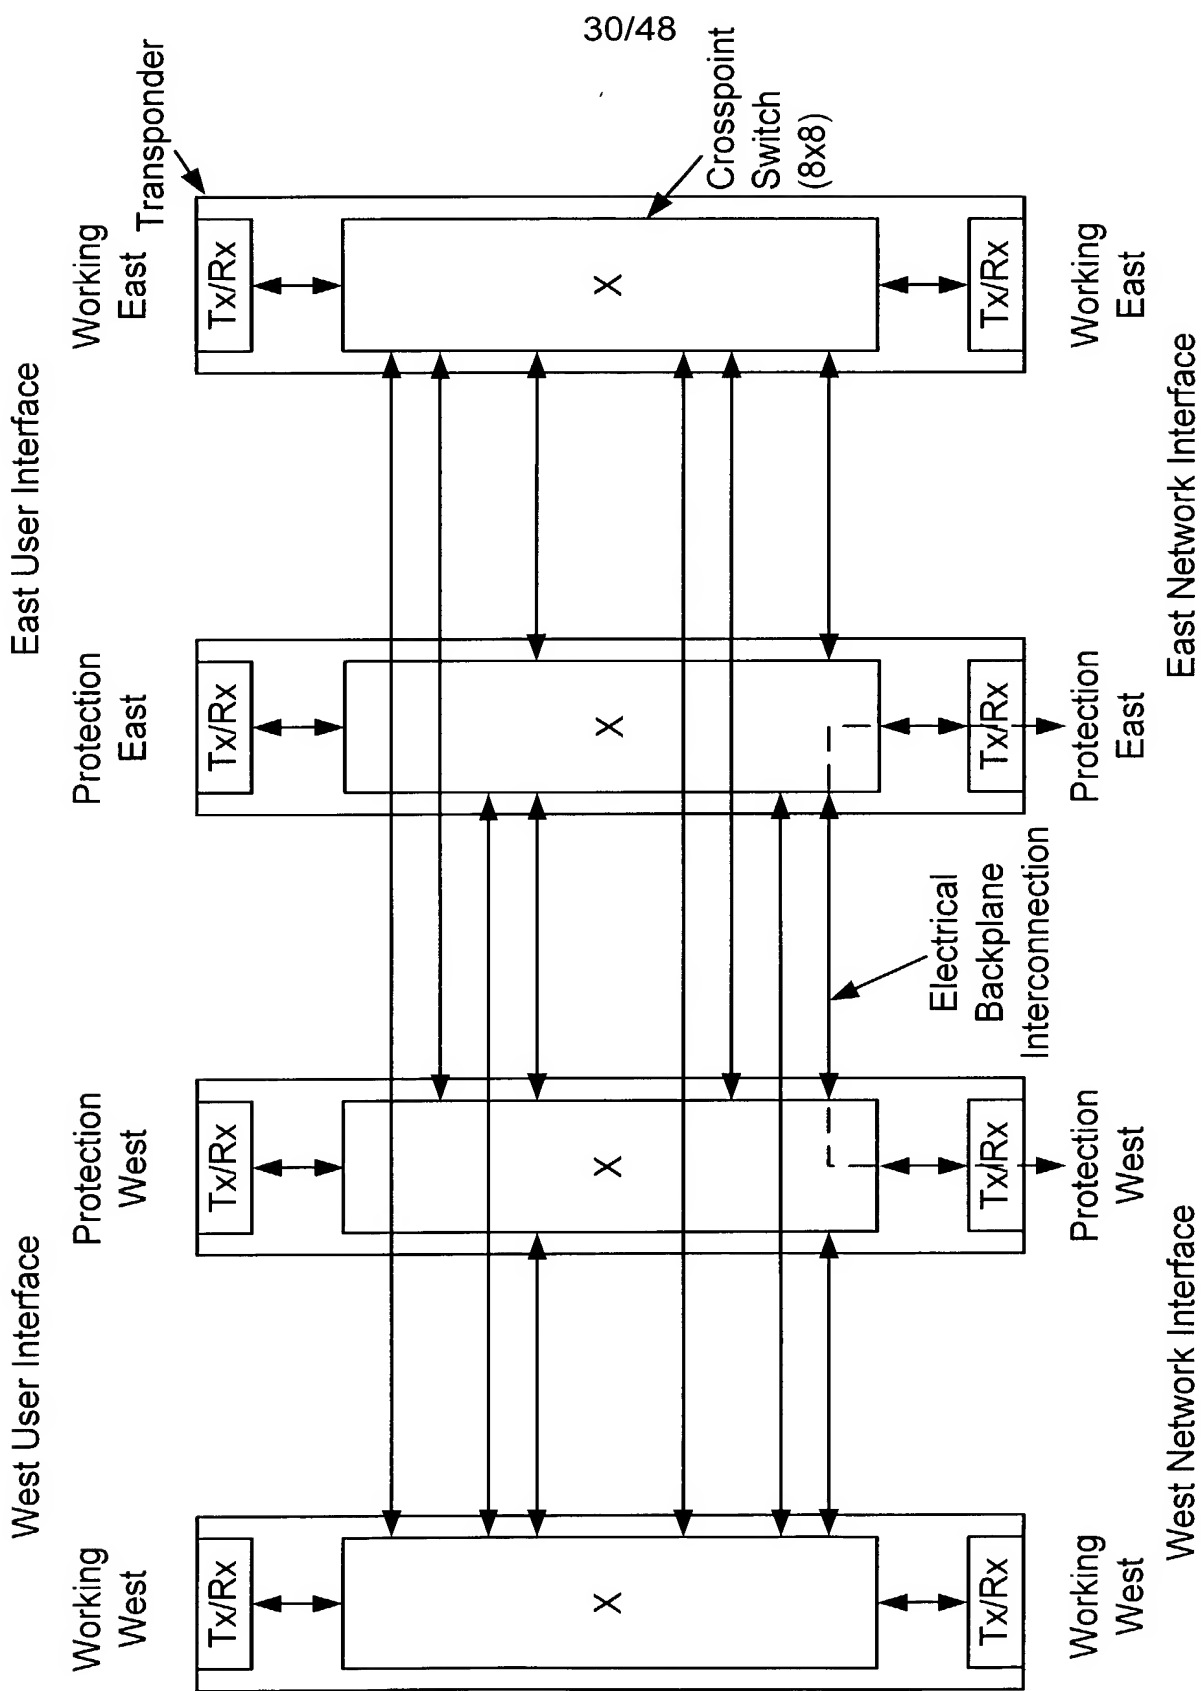 30/48
West User Interface
East User Interface
Working
West
Protection
West
Protection
East
Working
East
Transponder
Tx/Rx
Tx/Rx
Tx/Rx
Tx/Rx
X
X
X
X
Crosspoint
Switch
(8x8)
Electrical
Backplane
Interconnection
Tx/Rx
Tx/Rx
Tx/Rx
Tx/Rx
Working
West
Protection
West
Protection
East
Working
East
West Network Interface
East Network Interface